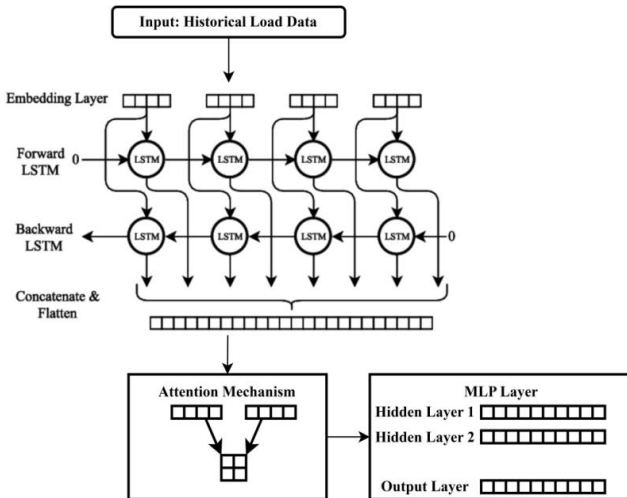 Input: Historical Load Data
Embedding Layer
Forward
LSTM
0
LSTM
LSTM
LSTM
LSTM
Backward
LSTM
LSTM
LSTM
LSTM
LSTM
0
Concatenate &
Flatten
Attention Mechanism
MLP Layer
Hidden Layer 1
Hidden Layer 2
Output Layer